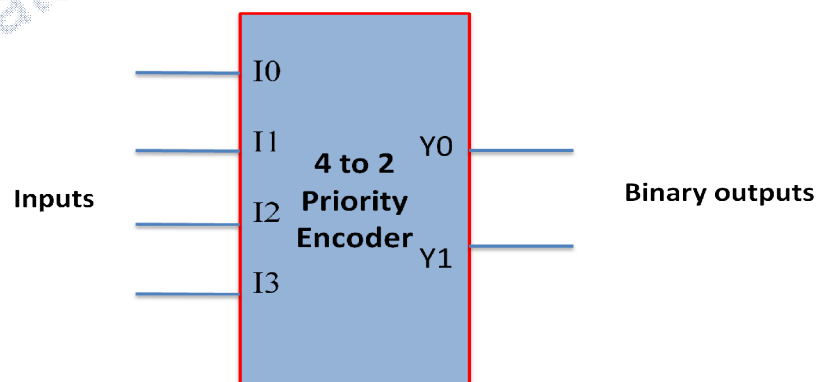 I0
I1
I2
I3
Inputs
4 to 2
Priority
Encoder
Y0
Y1
Binary outputs